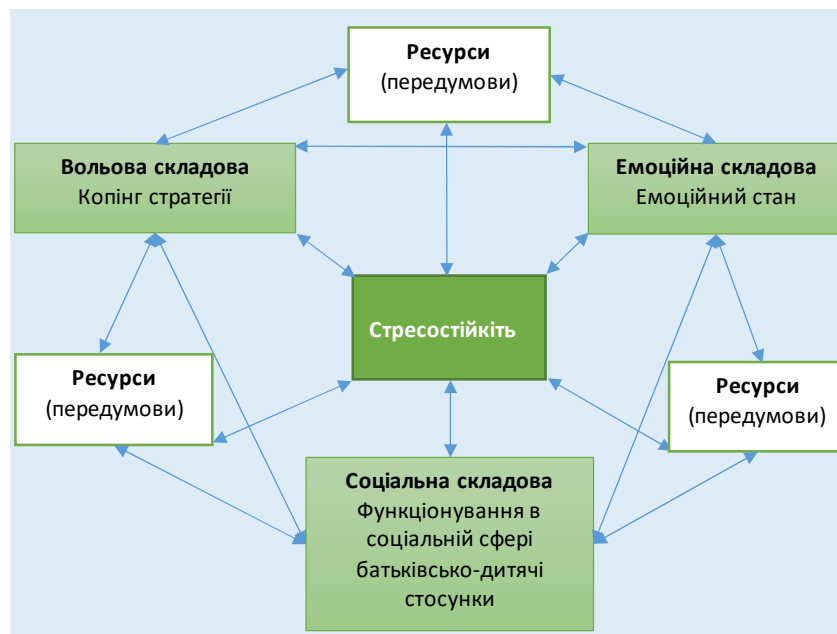 Ресурси
(передумови)
Вольова складова
Копінг стратегії
Емоційна складова
Емоційний стан
Стресостійкіть
Ресурси
(передумови)
Ресурси
(передумови)
Соціальна складова
Функціонування в
соціальній сфері
батьківсько-дитячі
стосунки